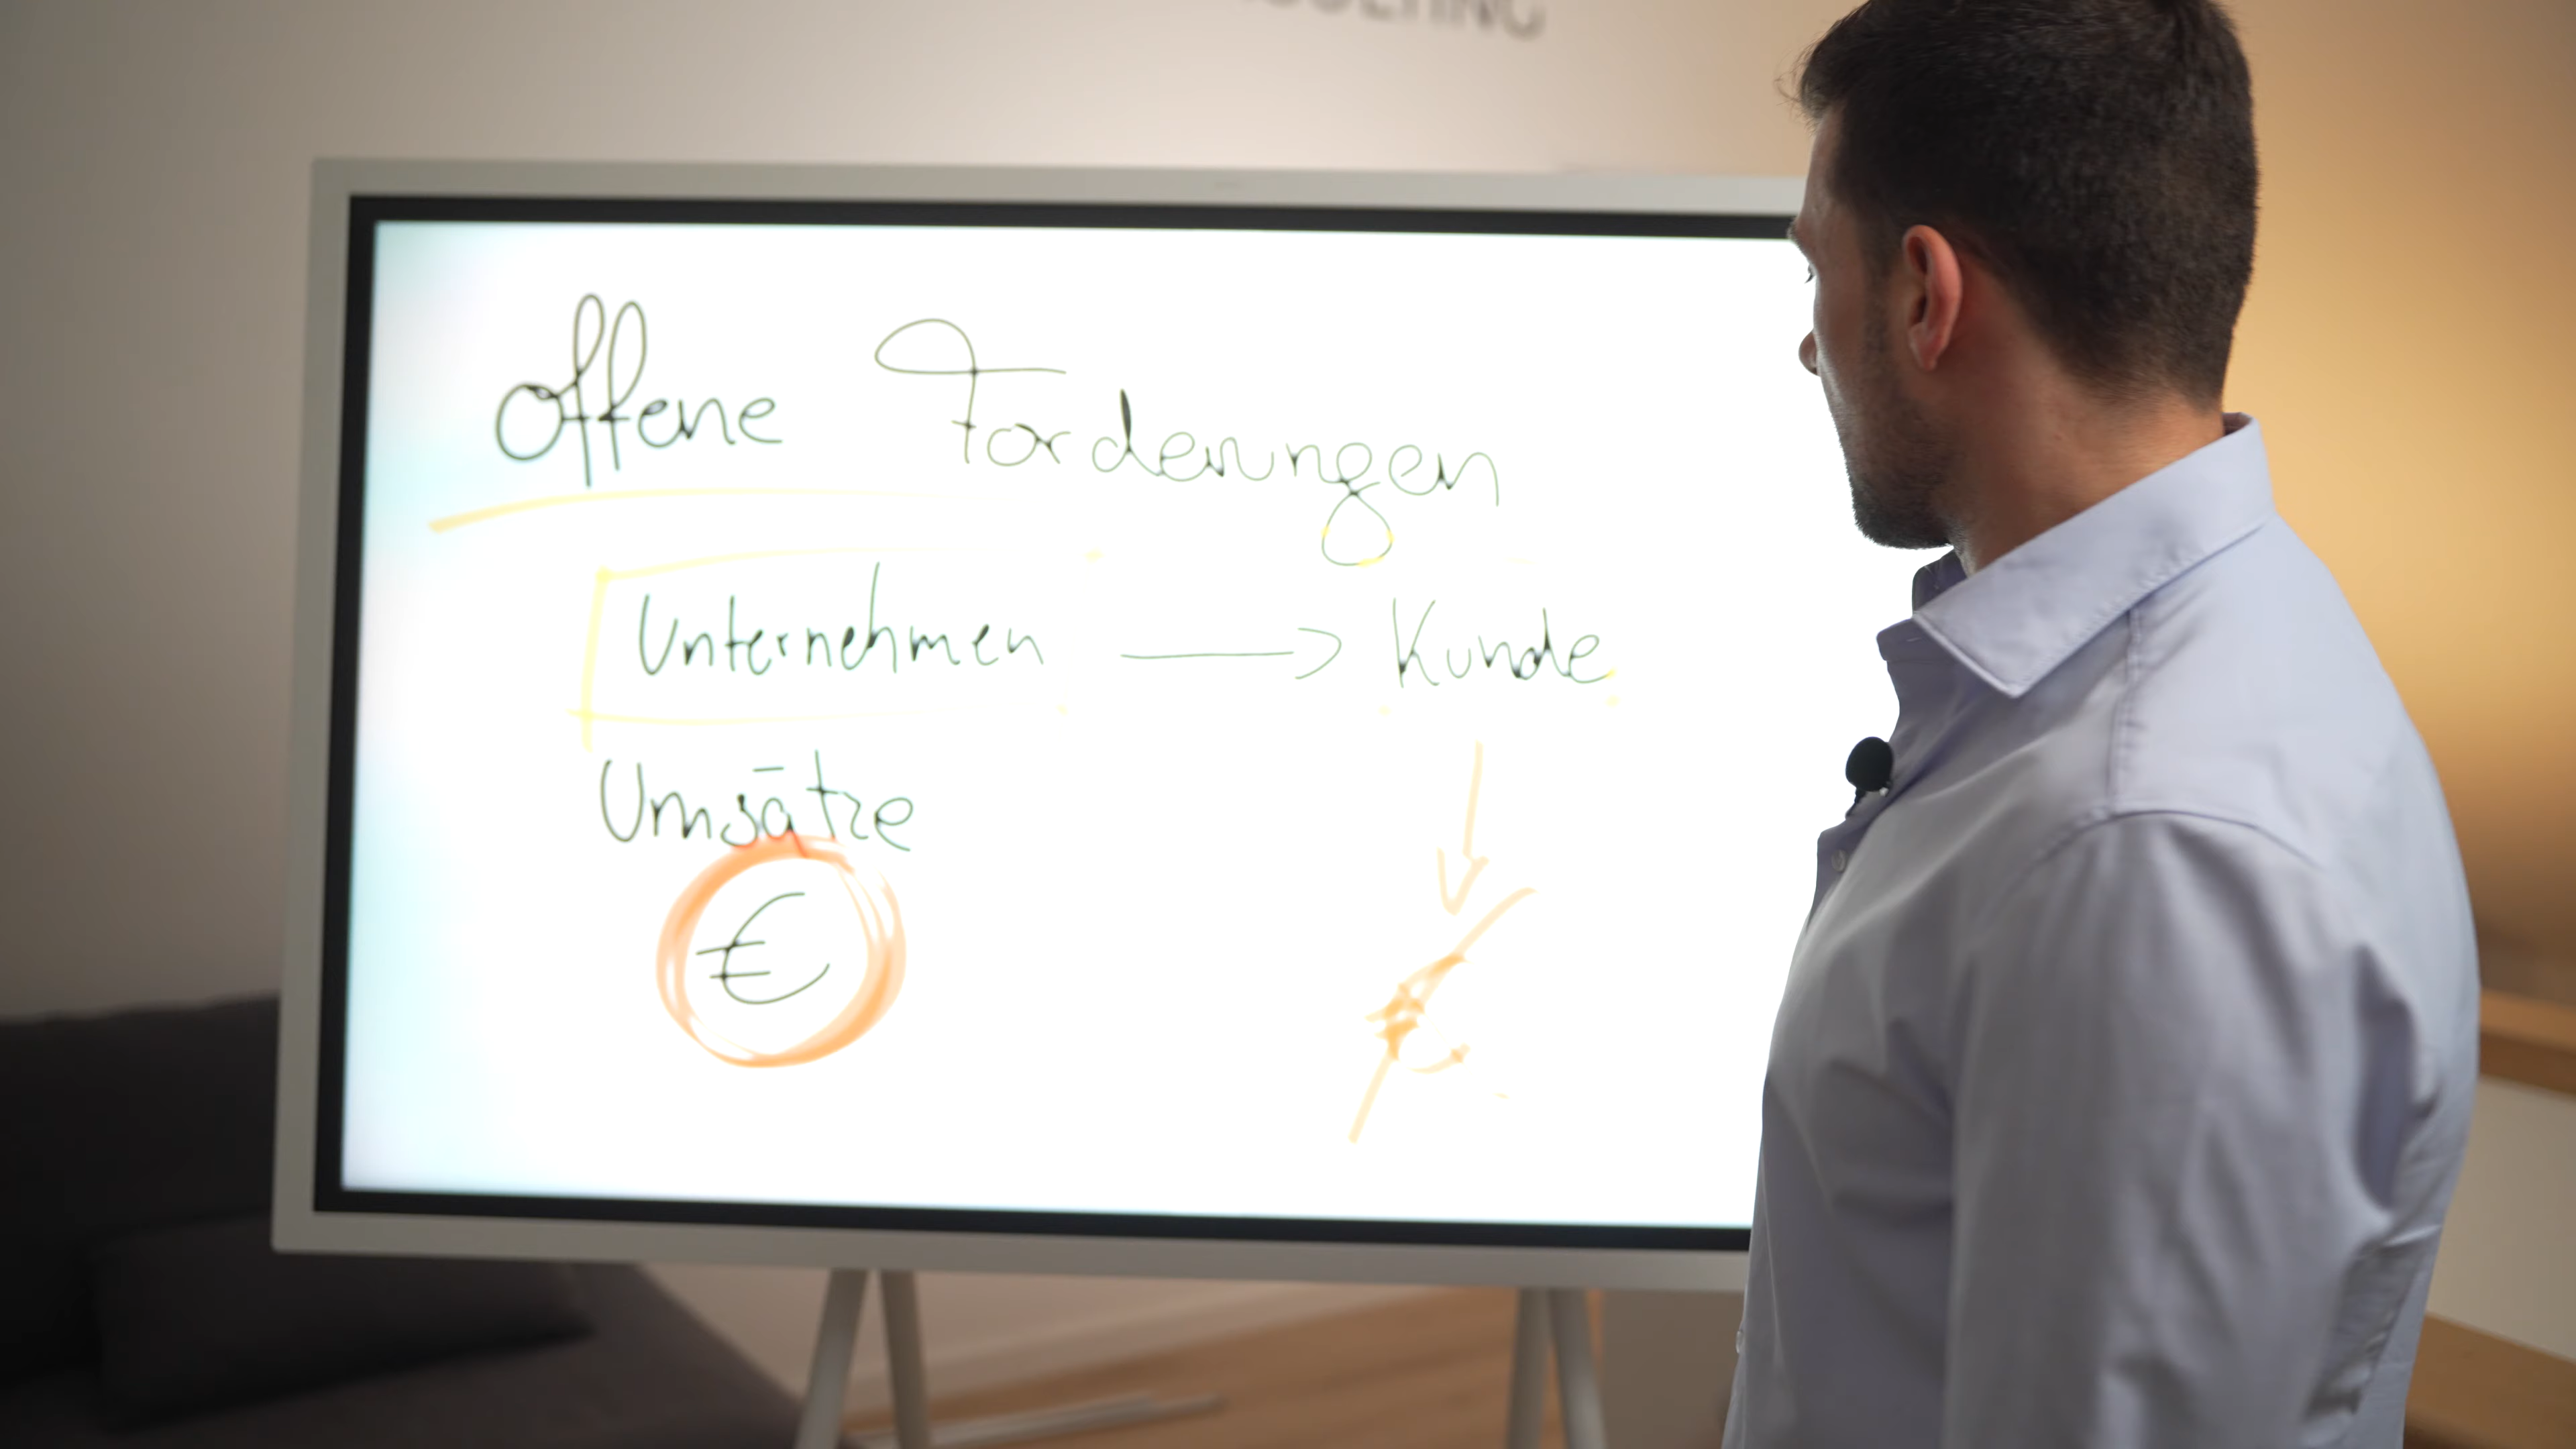 offene Forderungen
Unternehmen → Kunde
Umsätze
€